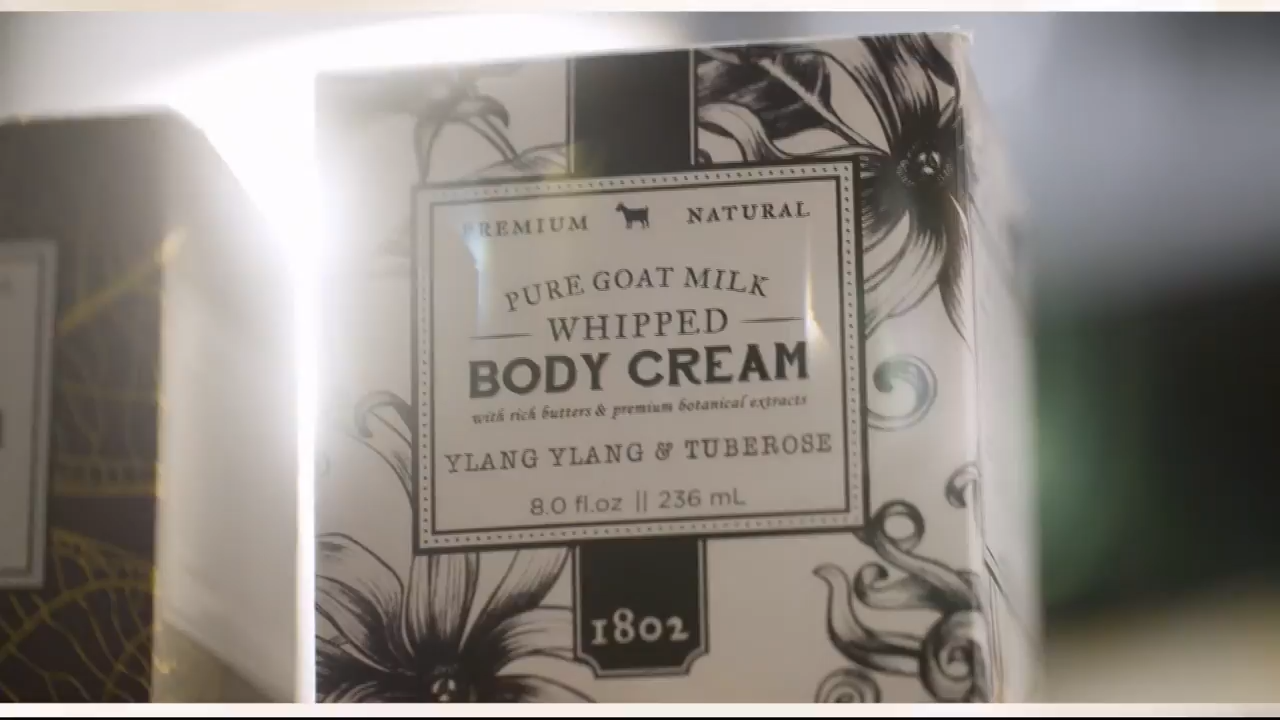 PREMIUM NATURAL
PURE GOAT MILK
WHIPPED
BODY CREAM
with rich butters & premium botanical extracts
YLANG YLANG & TUBEROSE
8.0 fl.oz || 236 mL
1802